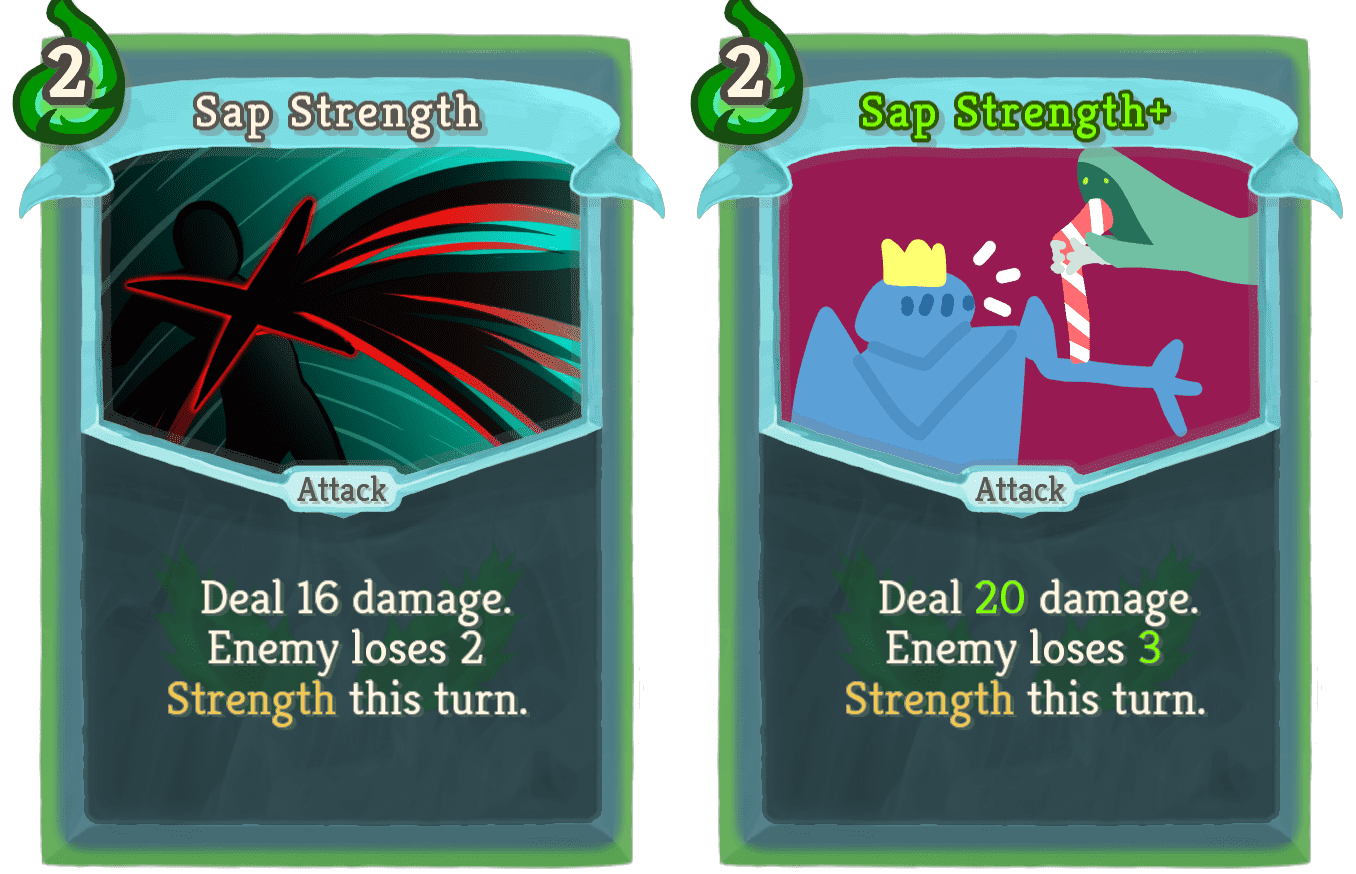 2
Sap Strength
Attack
Deal 16 damage.
Enemy loses 2
Strength this turn.
2
Sap Strength+
Attack
Deal 20 damage.
Enemy loses 3
Strength this turn.